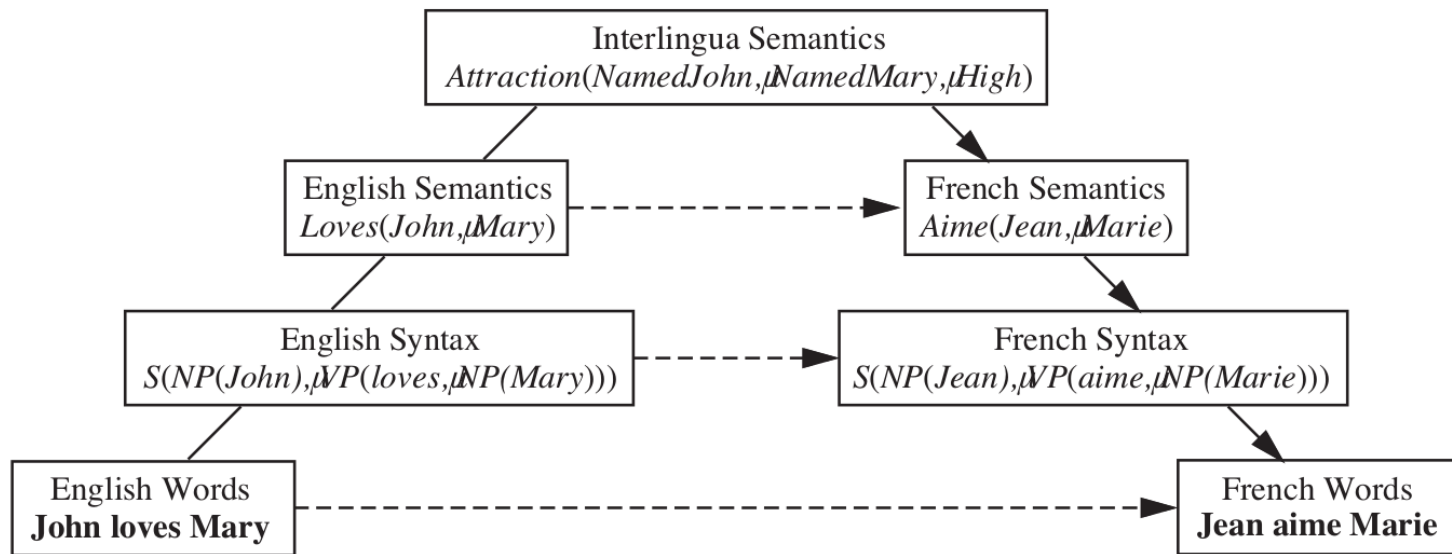 Interlingua Semantics
Attraction(NamedJohn,µNamedMary,µHigh)
English Semantics
Loves(John,µMary)
French Semantics
Aime(Jean,µMarie)
English Syntax
S(NP(John),µVP(loves,µNP(Mary)))
French Syntax
S(NP(Jean),µVP(aime,µNP(Marie)))
English Words
John loves Mary
French Words
Jean aime Marie